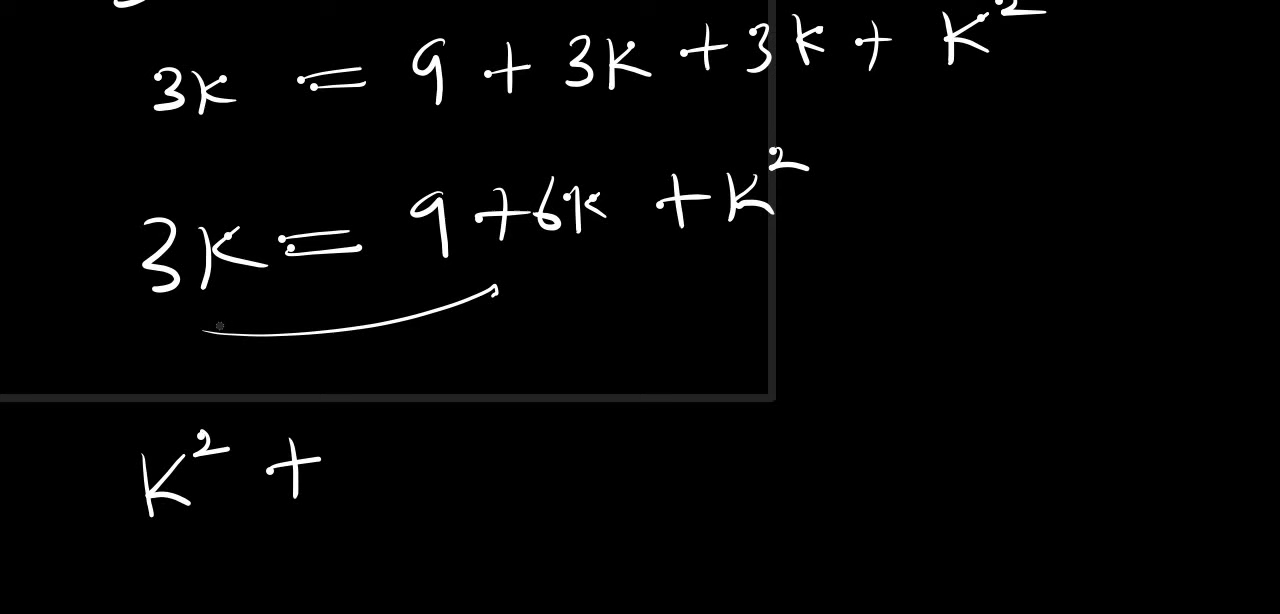 3k = 9 + 3k + 3k + k²
3k = 9 + 6k + k²
k² +